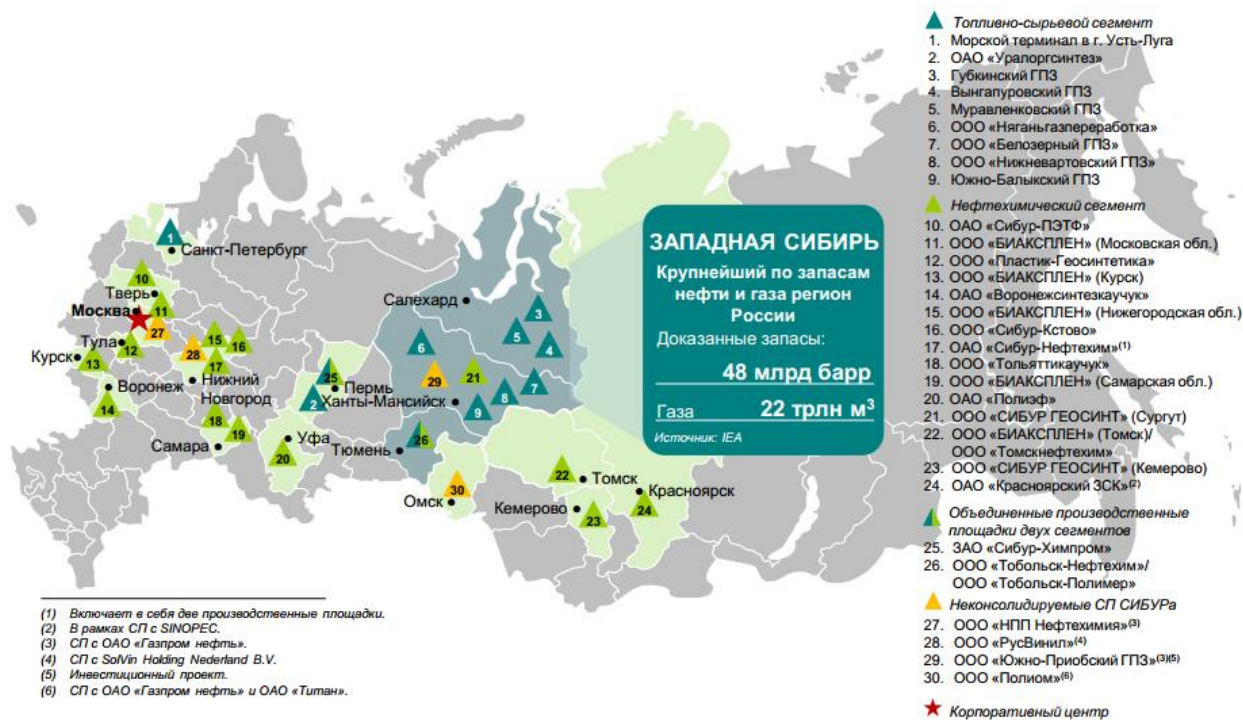 Топливно-сырьевой сегмент
1. Морской терминал в г. Усть-Луга
2. ОАО «Уралоргсинтез»
3. Губкинский ГПЗ
4. Вынгапуровский ГПЗ
5. Муравленковский ГПЗ
6. ООО «Няганьгазпереработка»
7. ООО «Белозерный ГПЗ»
8. ООО «Нижневартовский ГПЗ»
9. Южно-Балыкский ГПЗ
Нефтехимический сегмент
10. ОАО «Сибур-ПЭТФ»
11. ООО «БИАКСПЛЕН» (Московская обл.)
12. ООО «Пластик-Геосинтетика»
13. ООО «БИАКСПЛЕН» (Курск)
14. ОАО «Воронежсинтезкаучук»
15. ООО «БИАКСПЛЕН» (Нижегородская обл.)
16. ООО «Сибур-Кстово»
17. ОАО «Сибур-Нефтехим»(1)
18. ООО «Тольяттикаучук»
19. ООО «БИАКСПЛЕН» (Самарская обл.)
20. ОАО «Полиэф»
21. ООО «СИБУР ГЕОСИНТ» (Сургут)
22. ООО «БИАКСПЛЕН» (Томск)/
ООО «Томскнефтехим»
23. ООО «СИБУР ГЕОСИНТ» (Кемерово)
24. ОАО «Красноярский ЗСК»(2)
Объединенные производственные
площадки двух сегментов
25. ЗАО «Сибур-Химпром»
26. ООО «Тобольск-Нефтехим»/
ООО «Тобольск-Полимер»
Неконсолидируемые СП СИБУРа
27. ООО «НПП Нефтехимия»(3)
28. ООО «РусВинил»(4)
29. ООО «Южно-Приобский ГПЗ»(3)(5)
30. ООО «Полиом»(6)
Корпоративный центр
ЗАПАДНАЯ СИБИРЬ
Крупнейший по запасам
нефти и газа регион
России
Доказанные запасы:
48 млрд барр
Газа 22 трлн м³
Источник: IEA
1
Санкт-Петербург
10
Тверь
Москва
11
27
Тула
12
Курск
13
Воронеж
14
15
16
28
17
Нижний
Новгород
18
19
Самара
Уфа
20
25
Пермь
2
Салехард
3
5
4
6
29
21
7
8
Ханты-Мансийск
9
Тюмень
26
Омск
30
22
Томск
Красноярск
Кемерово
23
24
(1) Включает в себя две производственные площадки.
(2) В рамках СП с SINOPEC.
(3) СП с ОАО «Газпром нефть».
(4) СП с SolVin Holding Nederland B.V.
(5) Инвестиционный проект.
(6) СП с ОАО «Газпром нефть» и ОАО «Титан».